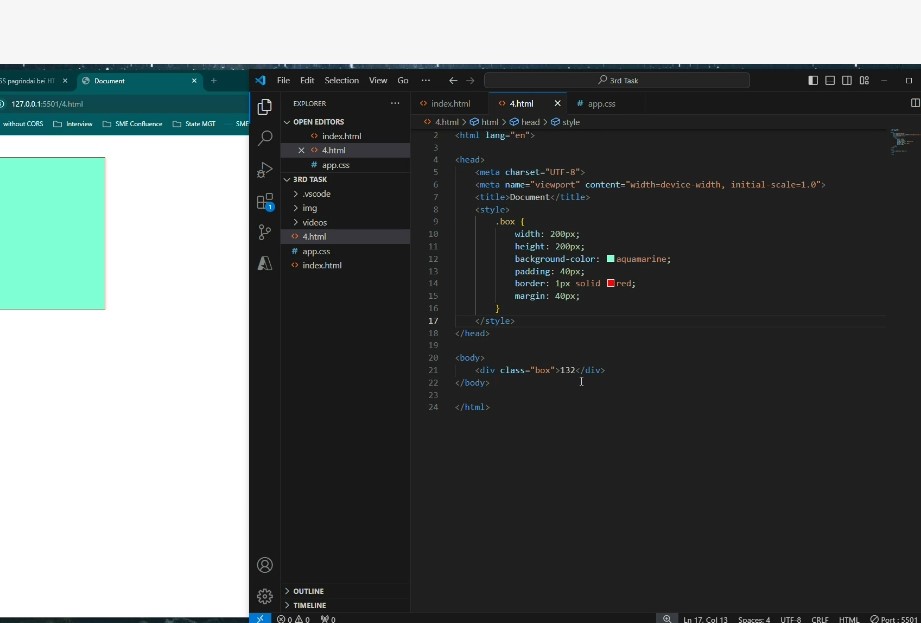 SS pagrindai bei HT
Document
127.0.0.1:5501/4.html
without CORS Interview SME Confluence State MGT SME
File Edit Selection View Go ··· 3rd Task
EXPLORER ···
OPEN EDITORS
index.html
4.html
app.css
3RD TASK
.vscode
img
videos
4.html
app.css
index.html
OUTLINE
TIMELINE
1
index.html 4.html app.css
4.html > html > head > style
2 <html lang="en">
3
4 <head>
5 <meta charset="UTF-8">
6 <meta name="viewport" content="width=device-width, initial-scale=1.0">
7 <title>Document</title>
8 <style>
9 .box {
10 width: 200px;
11 height: 200px;
12 background-color: aquamarine;
13 padding: 40px;
14 border: 1px solid red;
15 margin: 40px;
16 }
17 </style>
18 </head>
19
20 <body>
21 <div class="box">132</div>
22 </body>
23
24 </html>
0 0 0 Ln 17, Col 13 Spaces: 4 UTF-8 CRLF HTML Port : 5501